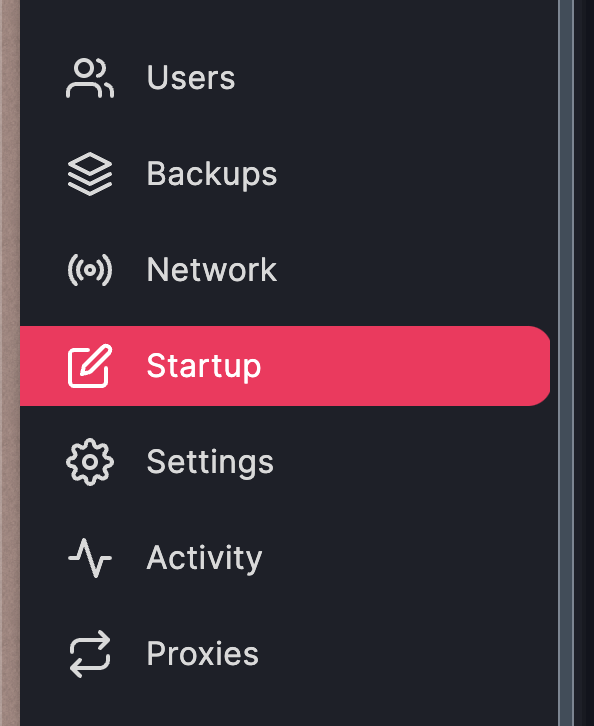 Users
Backups
Network
Startup
Settings
Activity
Proxies